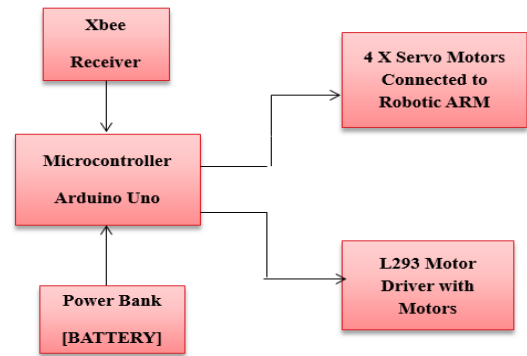 Xbee
Receiver
4 X Servo Motors
Connected to
Robotic ARM
Microcontroller
Arduino Uno
L293 Motor
Driver with
Motors
Power Bank
[BATTERY]